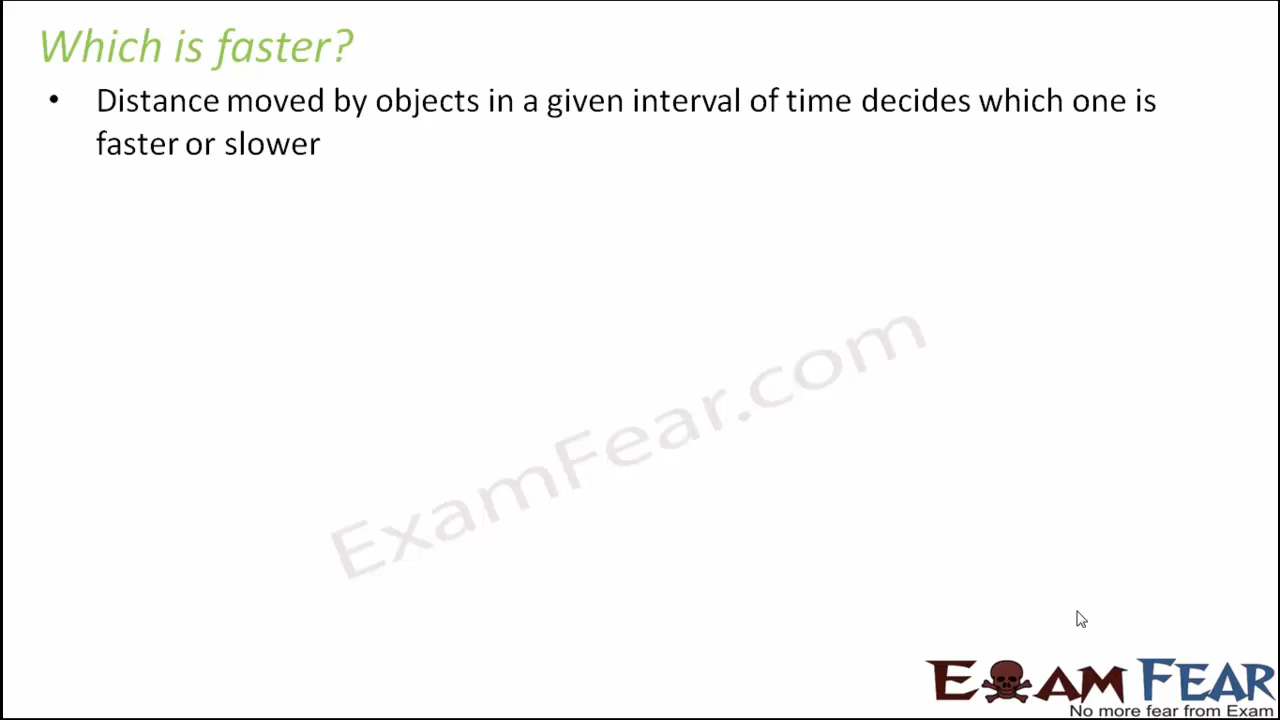 Which is faster?
• Distance moved by objects in a given interval of time decides which one is
faster or slower
ExamFear.com
EXAM FEAR
No more fear from Exam